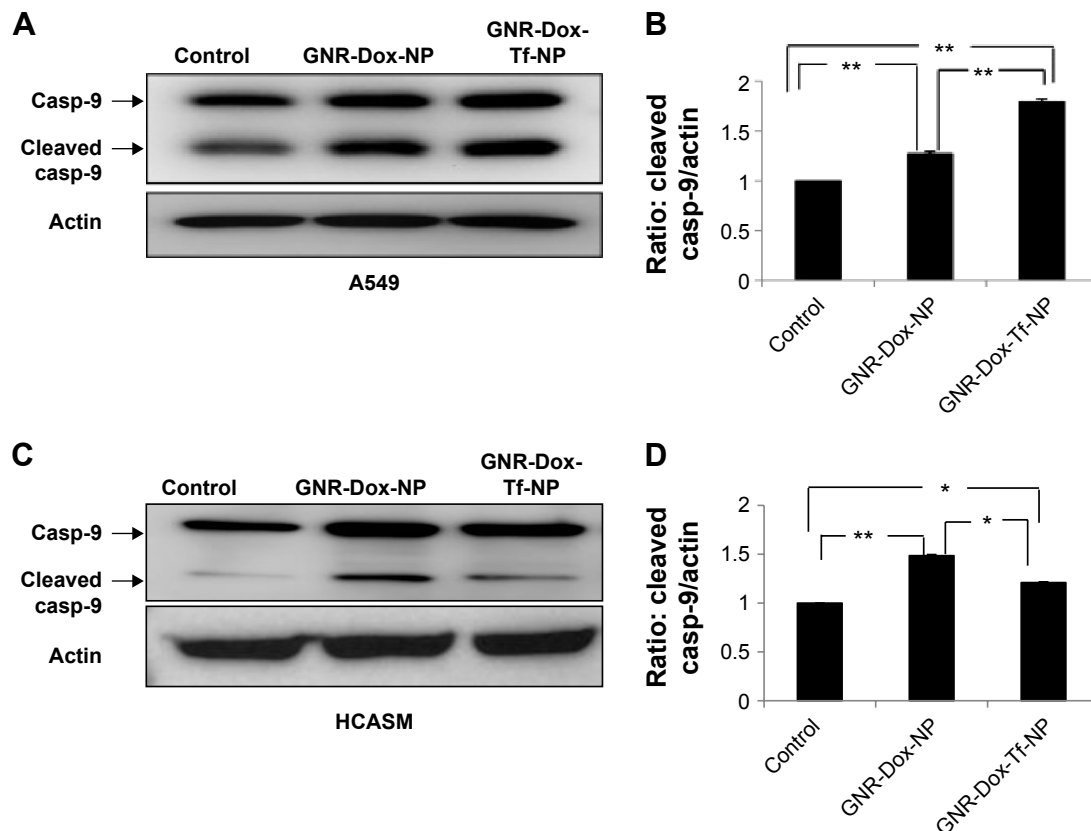 A
Control
GNR-Dox-NP
GNR-Dox-
Tf-NP
Casp-9
Cleaved
casp-9
Actin
A549
B
**
**
**
Ratio: cleaved
casp-9/actin
2
1.5
1
0.5
0
Control
GNR-Dox-NP
GNR-Dox-Tf-NP
C
Control
GNR-Dox-NP
GNR-Dox-
Tf-NP
Casp-9
Cleaved
casp-9
Actin
HCASM
D
*
**
*
Ratio: cleaved
casp-9/actin
2
1.5
1
1.5
0
Control
GNR-Dox-NP
GNR-Dox-Tf-NP